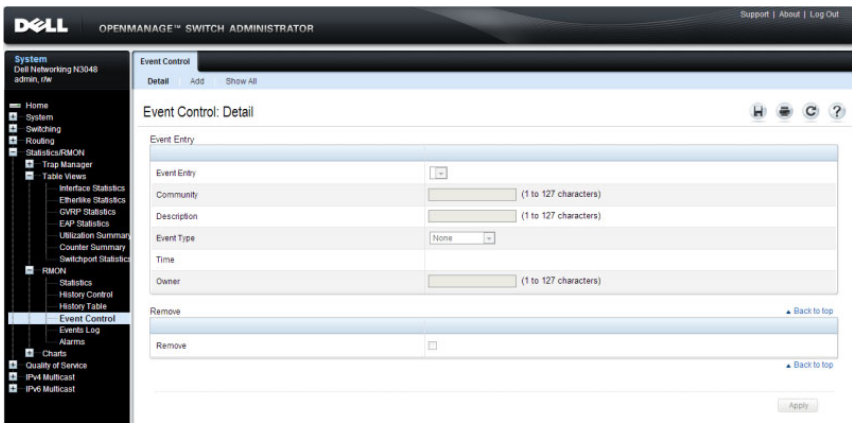 Support | About | Log Out
DELL OPENMANAGE™ SWITCH ADMINISTRATOR
System
Dell Networking N3048
admin, r/w
Home
System
Switching
Routing
Statistics/RMON
Trap Manager
Table Views
Interface Statistics
Etherlike Statistics
GVRP Statistics
EAP Statistics
Utilization Summary
Counter Summary
Switchport Statistics
RMON
Statistics
History Control
History Table
Event Control
Events Log
Alarms
Charts
Quality of Service
IPv4 Multicast
IPv6 Multicast
Event Control
Detail Add Show All
Event Control: Detail
Event Entry
Event Entry
Community (1 to 127 characters)
Description (1 to 127 characters)
Event Type None
Time
Owner (1 to 127 characters)
Remove Back to top
Remove
Back to top
Apply